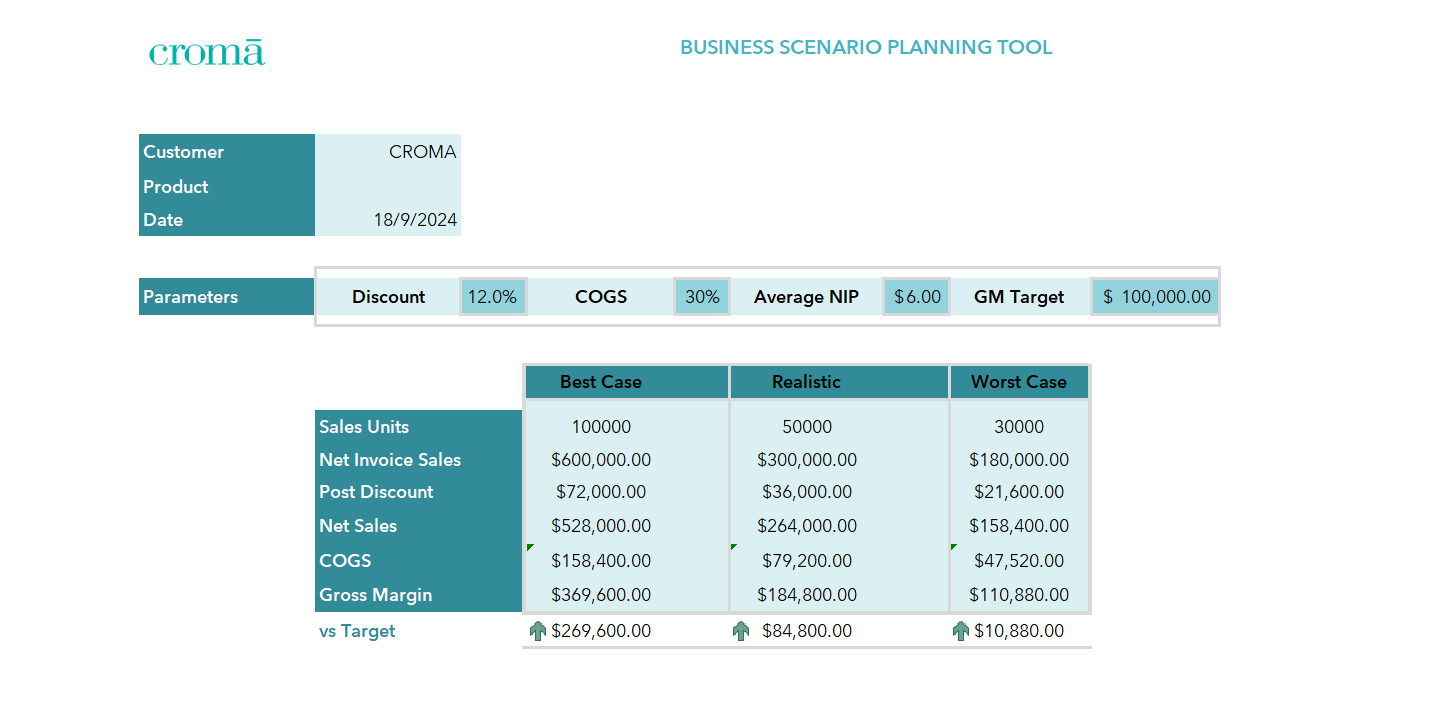 cromā
BUSINESS SCENARIO PLANNING TOOL
Customer CROMA
Product
Date 18/9/2024
Parameters Discount 12.0% COGS 30% Average NIP $6.00 GM Target $ 100,000.00
Best Case Realistic Worst Case
Sales Units 100000 50000 30000
Net Invoice Sales $600,000.00 $300,000.00 $180,000.00
Post Discount $72,000.00 $36,000.00 $21,600.00
Net Sales $528,000.00 $264,000.00 $158,400.00
COGS $158,400.00 $79,200.00 $47,520.00
Gross Margin $369,600.00 $184,800.00 $110,880.00
vs Target $269,600.00 $84,800.00 $10,880.00